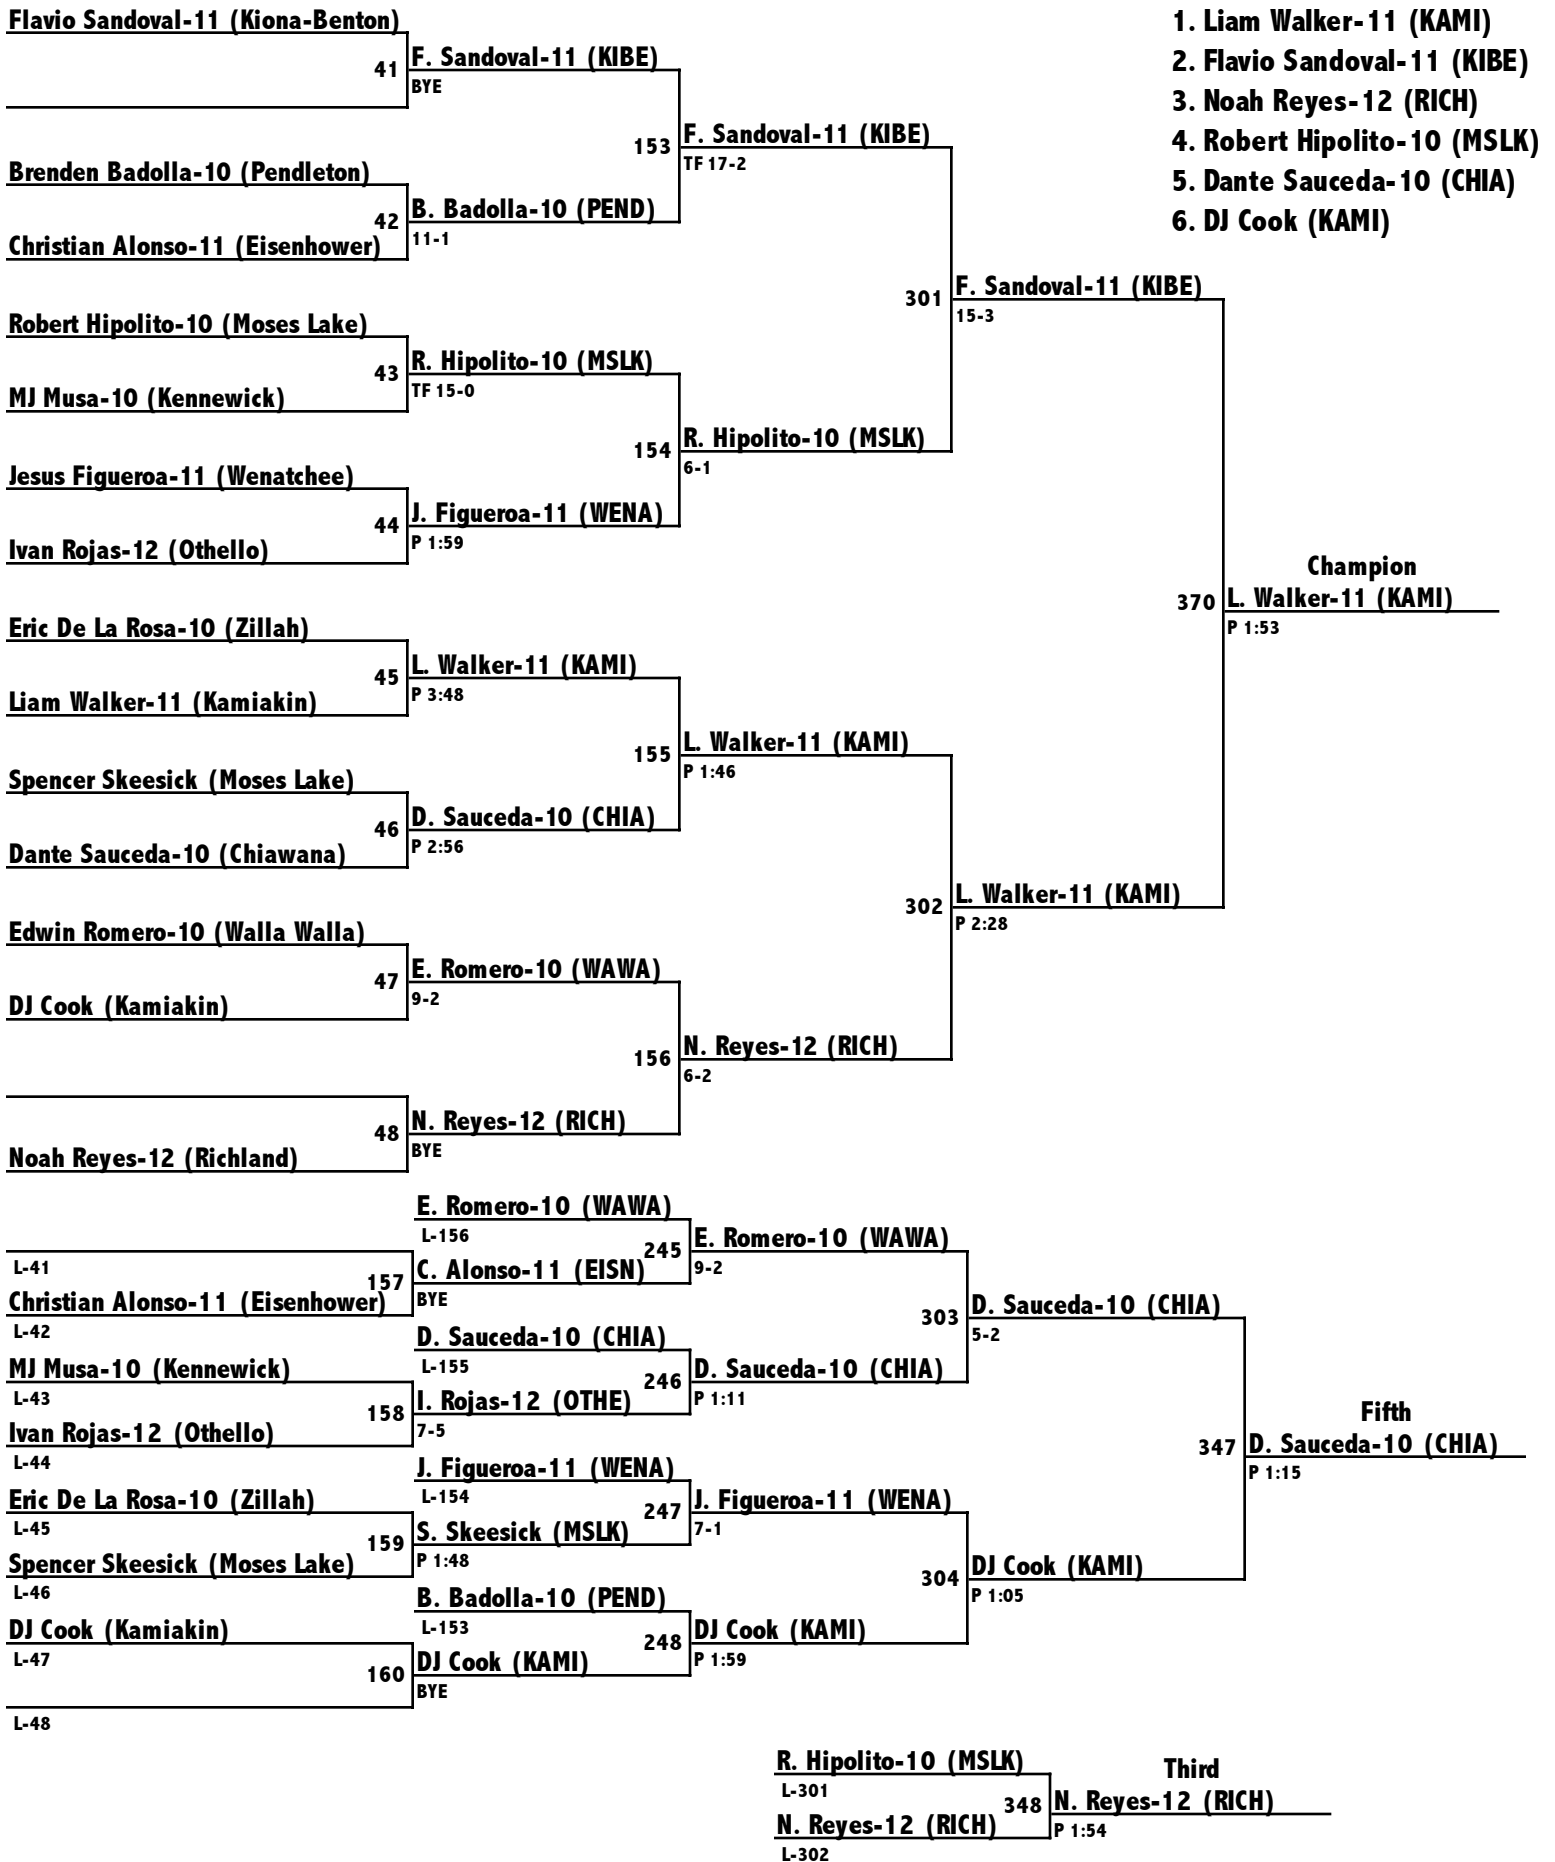 Flavio Sandoval-11 (Kiona-Benton)
41
F. Sandoval-11 (KIBE)
BYE
153
F. Sandoval-11 (KIBE)
TF 17-2
Brenden Badolla-10 (Pendleton)
42
B. Badolla-10 (PEND)
11-1
Christian Alonso-11 (Eisenhower)
301
F. Sandoval-11 (KIBE)
15-3
Robert Hipolito-10 (Moses Lake)
43
R. Hipolito-10 (MSLK)
TF 15-0
MJ Musa-10 (Kennewick)
154
R. Hipolito-10 (MSLK)
6-1
Jesus Figueroa-11 (Wenatchee)
44
J. Figueroa-11 (WENA)
P 1:59
Ivan Rojas-12 (Othello)
Champion
370
L. Walker-11 (KAMI)
P 1:53
Eric De La Rosa-10 (Zillah)
45
L. Walker-11 (KAMI)
P 3:48
Liam Walker-11 (Kamiakin)
155
L. Walker-11 (KAMI)
P 1:46
Spencer Skeesick (Moses Lake)
46
D. Sauceda-10 (CHIA)
P 2:56
Dante Sauceda-10 (Chiawana)
302
L. Walker-11 (KAMI)
P 2:28
Edwin Romero-10 (Walla Walla)
47
E. Romero-10 (WAWA)
9-2
DJ Cook (Kamiakin)
156
N. Reyes-12 (RICH)
6-2
48
N. Reyes-12 (RICH)
BYE
Noah Reyes-12 (Richland)
1. Liam Walker-11 (KAMI)
2. Flavio Sandoval-11 (KIBE)
3. Noah Reyes-12 (RICH)
4. Robert Hipolito-10 (MSLK)
5. Dante Sauceda-10 (CHIA)
6. DJ Cook (KAMI)
E. Romero-10 (WAWA)
L-156
245
E. Romero-10 (WAWA)
9-2
L-41
157
C. Alonso-11 (EISN)
BYE
Christian Alonso-11 (Eisenhower)
L-42
303
D. Sauceda-10 (CHIA)
5-2
D. Sauceda-10 (CHIA)
L-155
246
D. Sauceda-10 (CHIA)
P 1:11
MJ Musa-10 (Kennewick)
L-43
158
I. Rojas-12 (OTHE)
7-5
Ivan Rojas-12 (Othello)
L-44
Fifth
347
D. Sauceda-10 (CHIA)
P 1:15
J. Figueroa-11 (WENA)
L-154
247
J. Figueroa-11 (WENA)
7-1
Eric De La Rosa-10 (Zillah)
L-45
159
S. Skeesick (MSLK)
P 1:48
Spencer Skeesick (Moses Lake)
L-46
304
DJ Cook (KAMI)
P 1:05
B. Badolla-10 (PEND)
L-153
248
DJ Cook (KAMI)
P 1:59
DJ Cook (Kamiakin)
L-47
160
DJ Cook (KAMI)
BYE
L-48
R. Hipolito-10 (MSLK)
L-301
348
Third
N. Reyes-12 (RICH)
P 1:54
N. Reyes-12 (RICH)
L-302